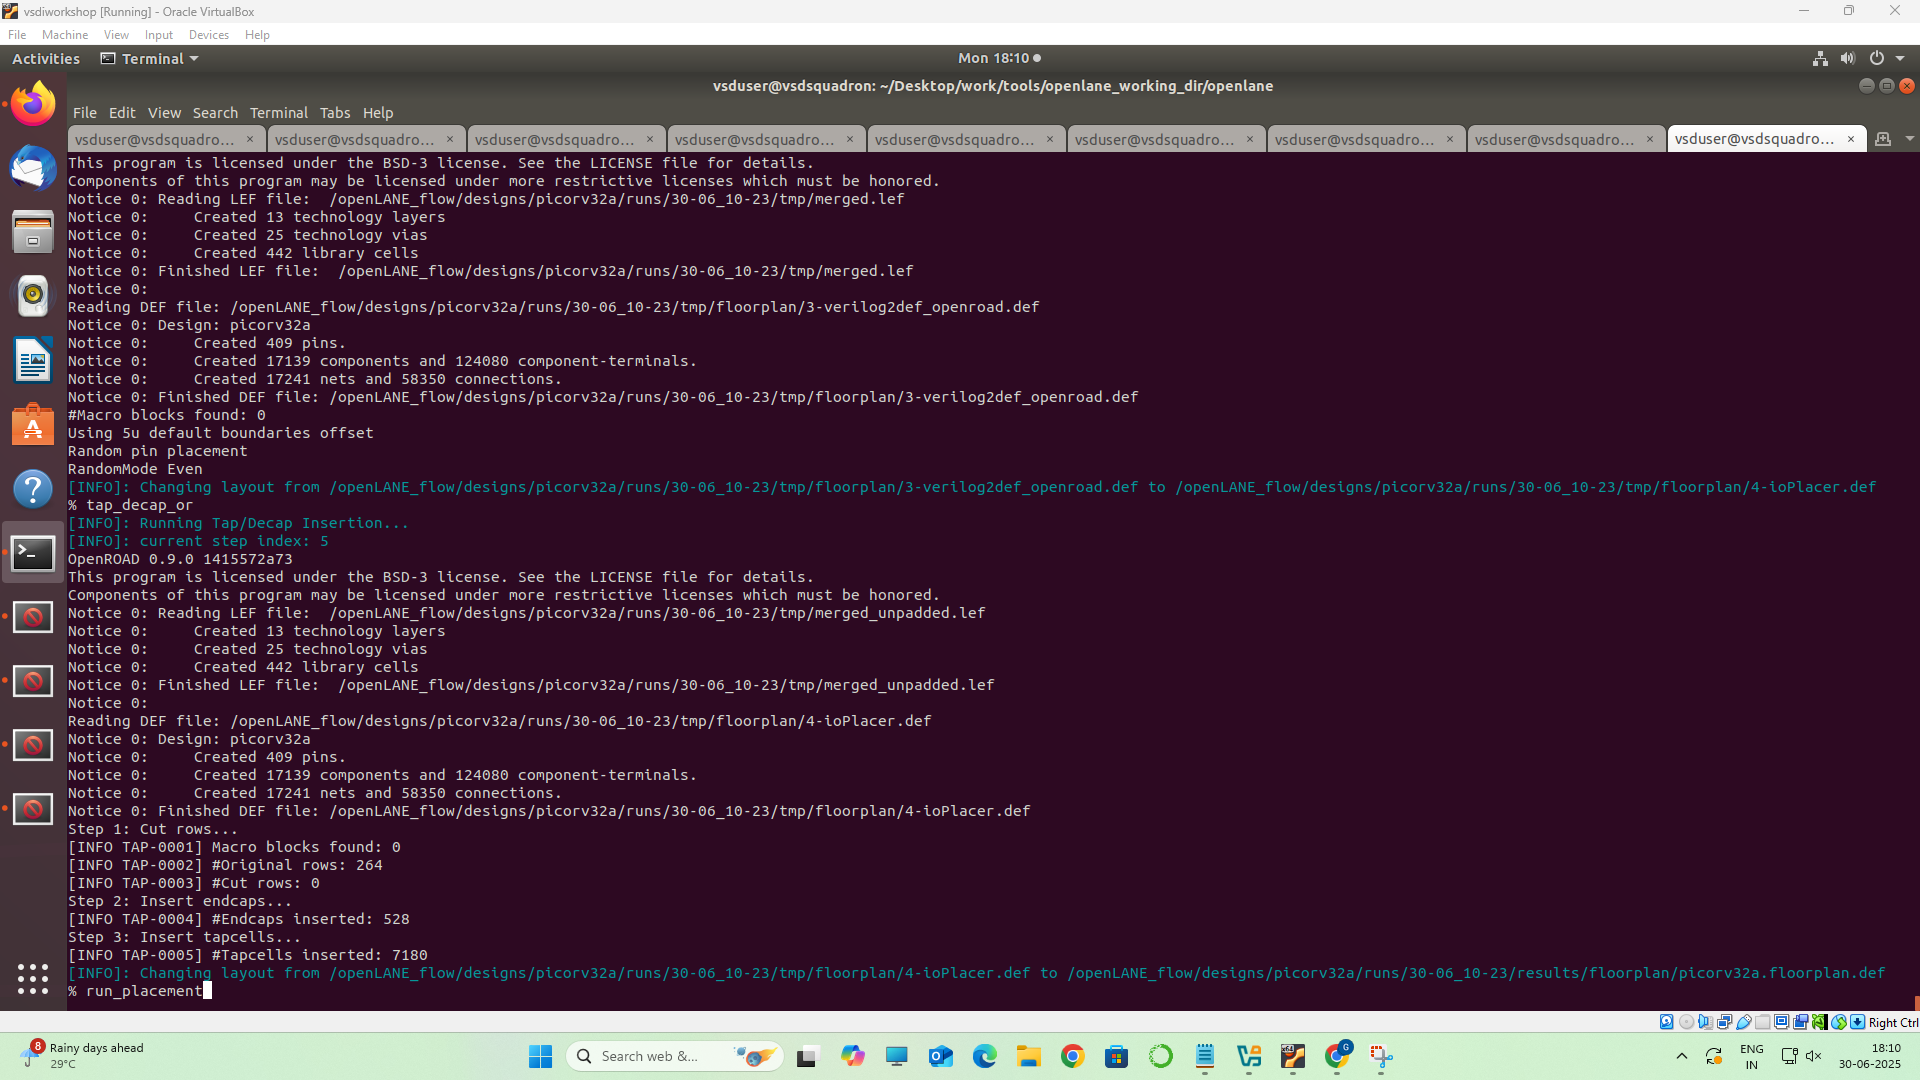 vsdiworkshop [Running] - Oracle VirtualBox
File Machine View Input Devices Help
Activities Terminal Mon 18:10
vsduser@vsdsquadron: ~/Desktop/work/tools/openlane_working_dir/openlane
File Edit View Search Terminal Tabs Help
vsduser@vsdsquadro... × vsduser@vsdsquadro... × vsduser@vsdsquadro... × vsduser@vsdsquadro... × vsduser@vsdsquadro... × vsduser@vsdsquadro... × vsduser@vsdsquadro... × vsduser@vsdsquadro... × vsduser@vsdsquadro... ×
This program is licensed under the BSD-3 license. See the LICENSE file for details.
Components of this program may be licensed under more restrictive licenses which must be honored.
Notice 0: Reading LEF file:  /openLANE_flow/designs/picorv32a/runs/30-06_10-23/tmp/merged.lef
Notice 0:     Created 13 technology layers
Notice 0:     Created 25 technology vias
Notice 0:     Created 442 library cells
Notice 0: Finished LEF file:  /openLANE_flow/designs/picorv32a/runs/30-06_10-23/tmp/merged.lef
Notice 0:
Reading DEF file: /openLANE_flow/designs/picorv32a/runs/30-06_10-23/tmp/floorplan/3-verilog2def_openroad.def
Notice 0: Design: picorv32a
Notice 0:     Created 409 pins.
Notice 0:     Created 17139 components and 124080 component-terminals.
Notice 0:     Created 17241 nets and 58350 connections.
Notice 0: Finished DEF file: /openLANE_flow/designs/picorv32a/runs/30-06_10-23/tmp/floorplan/3-verilog2def_openroad.def
#Macro blocks found: 0
Using 5u default boundaries offset
Random pin placement
RandomMode Even
[INFO]: Changing layout from /openLANE_flow/designs/picorv32a/runs/30-06_10-23/tmp/floorplan/3-verilog2def_openroad.def to /openLANE_flow/designs/picorv32a/runs/30-06_10-23/tmp/floorplan/4-ioPlacer.def
% tap_decap_or
[INFO]: Running Tap/Decap Insertion...
[INFO]: current step index: 5
OpenROAD 0.9.0 1415572a73
This program is licensed under the BSD-3 license. See the LICENSE file for details.
Components of this program may be licensed under more restrictive licenses which must be honored.
Notice 0: Reading LEF file:  /openLANE_flow/designs/picorv32a/runs/30-06_10-23/tmp/merged_unpadded.lef
Notice 0:     Created 13 technology layers
Notice 0:     Created 25 technology vias
Notice 0:     Created 442 library cells
Notice 0: Finished LEF file:  /openLANE_flow/designs/picorv32a/runs/30-06_10-23/tmp/merged_unpadded.lef
Notice 0:
Reading DEF file: /openLANE_flow/designs/picorv32a/runs/30-06_10-23/tmp/floorplan/4-ioPlacer.def
Notice 0: Design: picorv32a
Notice 0:     Created 409 pins.
Notice 0:     Created 17139 components and 124080 component-terminals.
Notice 0:     Created 17241 nets and 58350 connections.
Notice 0: Finished DEF file: /openLANE_flow/designs/picorv32a/runs/30-06_10-23/tmp/floorplan/4-ioPlacer.def
Step 1: Cut rows...
[INFO TAP-0001] Macro blocks found: 0
[INFO TAP-0002] #Original rows: 264
[INFO TAP-0003] #Cut rows: 0
Step 2: Insert endcaps...
[INFO TAP-0004] #Endcaps inserted: 528
Step 3: Insert tapcells...
[INFO TAP-0005] #Tapcells inserted: 7180
[INFO]: Changing layout from /openLANE_flow/designs/picorv32a/runs/30-06_10-23/tmp/floorplan/4-ioPlacer.def to /openLANE_flow/designs/picorv32a/runs/30-06_10-23/results/floorplan/picorv32a.floorplan.def
% run_placement
Right Ctrl
8 Rainy days ahead
29°C
Search web &...
G
ENG
IN
18:10
30-06-2025